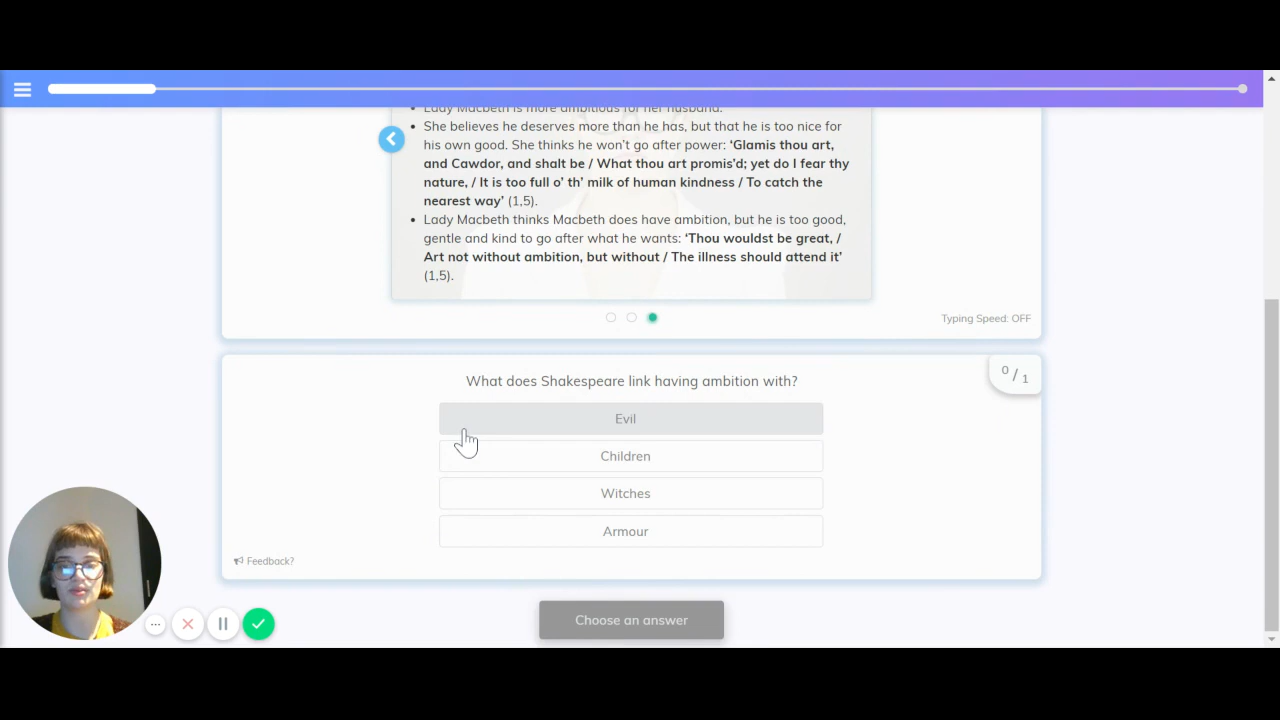 Lady Macbeth is more ambitious for her husband.
She believes he deserves more than he has, but that he is too nice for
his own good. She thinks he won't go after power: ‘Glamis thou art,
and Cawdor, and shalt be / What thou art promis’d; yet do I fear thy
nature, / It is too full o’ th’ milk of human kindness / To catch the
nearest way’ (1,5).
Lady Macbeth thinks Macbeth does have ambition, but he is too good,
gentle and kind to go after what he wants: ‘Thou wouldst be great, /
Art not without ambition, but without / The illness should attend it’
(1,5).
Typing Speed: OFF
What does Shakespeare link having ambition with?
0 / 1
Evil
Children
Witches
Armour
Feedback?
Choose an answer